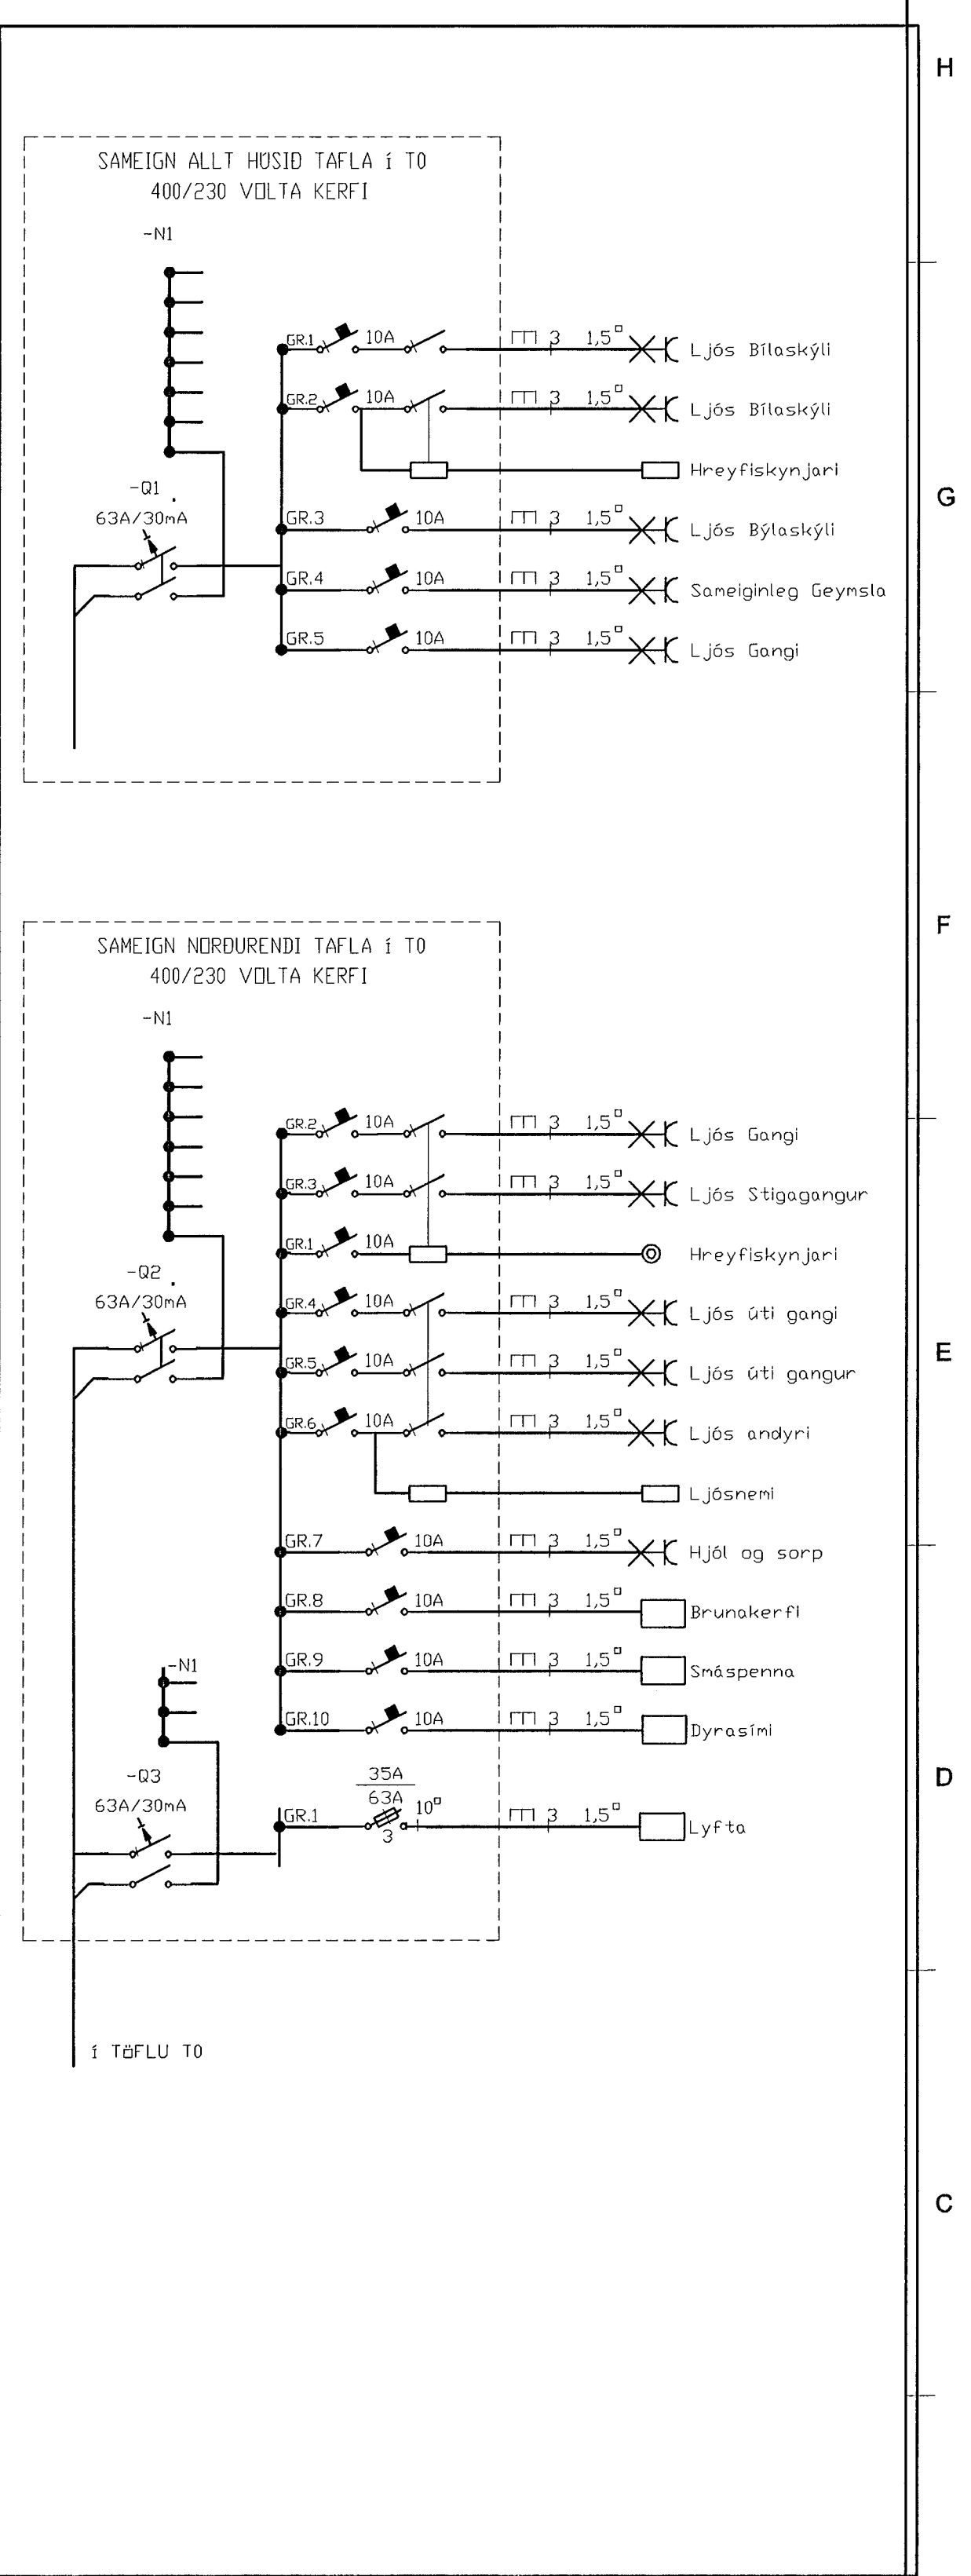 H
SAMEIGN ALLT HÚSIÐ TAFLA í T0
400/230 VOLTA KERFI
-N1
GR.1 10A 3 1,5 Ljós Bílaskýli
GR.2 10A 3 1,5 Ljós Bílaskýli
Hreyfiskynjari
-Q1
G
63A/30mA
GR.3 10A 3 1,5 Ljós Býlaskýli
GR.4 10A 3 1,5 Sameiginleg Geymsla
GR.5 10A 3 1,5 Ljós Gangi
F
SAMEIGN NORÐURENDI TAFLA í T0
400/230 VOLTA KERFI
-N1
GR.2 10A 3 1,5 Ljós Gangi
GR.3 10A 3 1,5 Ljós Stigagangur
GR.1 10A Hreyfiskynjari
-Q2
63A/30mA
GR.4 10A 3 1,5 Ljós úti gangi
E
GR.5 10A 3 1,5 Ljós úti gangur
GR.6 10A 3 1,5 Ljós andyri
Ljósnemi
GR.7 10A 3 1,5 Hjól og sorp
GR.8 10A 3 1,5 Brunakerfi
-N1
GR.9 10A 3 1,5 Smáspenna
GR.10 10A 3 1,5 Dyrasími
-Q3
35A
D
63A/30mA
63A
GR.1 3 10 3 1,5 Lyfta
í TöFLU T0
C